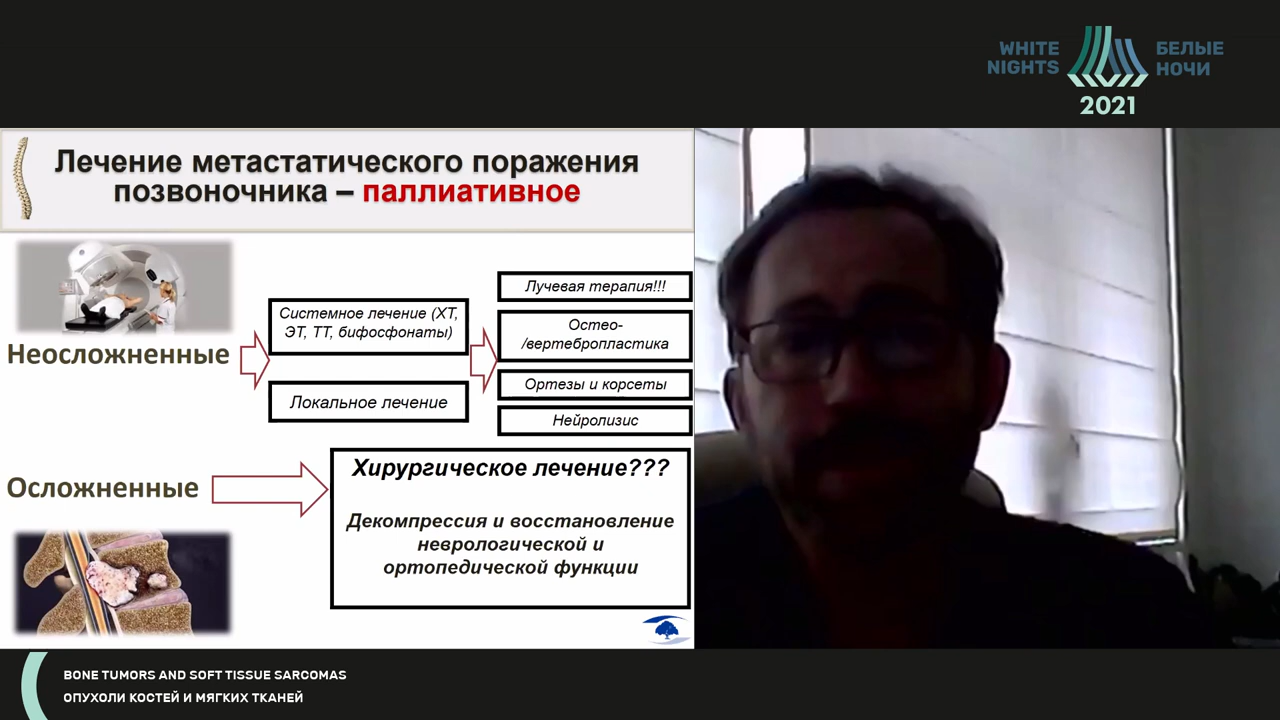 WHITE
NIGHTS
БЕЛЫЕ
НОЧИ
2021
Лечение метастатического поражения
позвоночника – паллиативное
Неосложненные
Системное лечение (ХТ,
ЭТ, ТТ, бифосфонаты)
Локальное лечение
Лучевая терапия!!!
Остео-
/вертебропластика
Ортезы и корсеты
Нейролизис
Осложненные
Хирургическое лечение???
Декомпрессия и восстановление
неврологической и
ортопедической функции
BONE TUMORS AND SOFT TISSUE SARCOMAS
ОПУХОЛИ КОСТЕЙ И МЯГКИХ ТКАНЕЙ